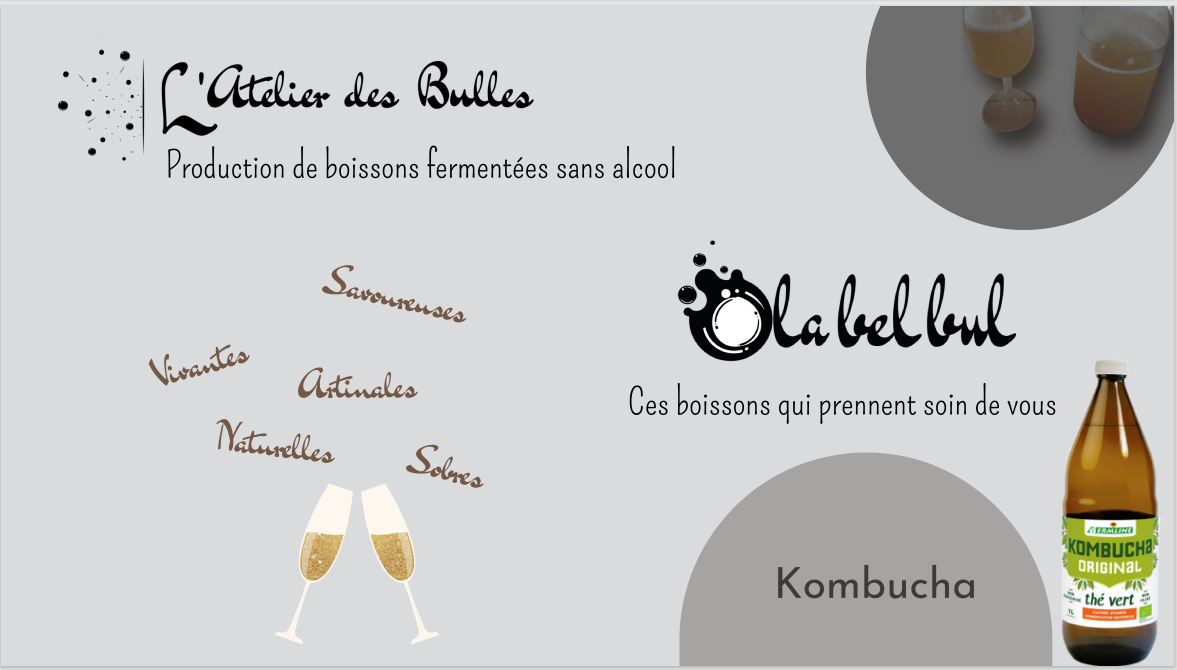 L'Atelier des Bulles
Production de boissons fermentées sans alcool
Savoureuses
Vivantes
Artinales
Naturelles
Sobres
Ola bel bul
Ces boissons qui prennent soin de vous
Kombucha
GERMLINE
KOMBUCHA
ORIGINAL
thé vert
1L